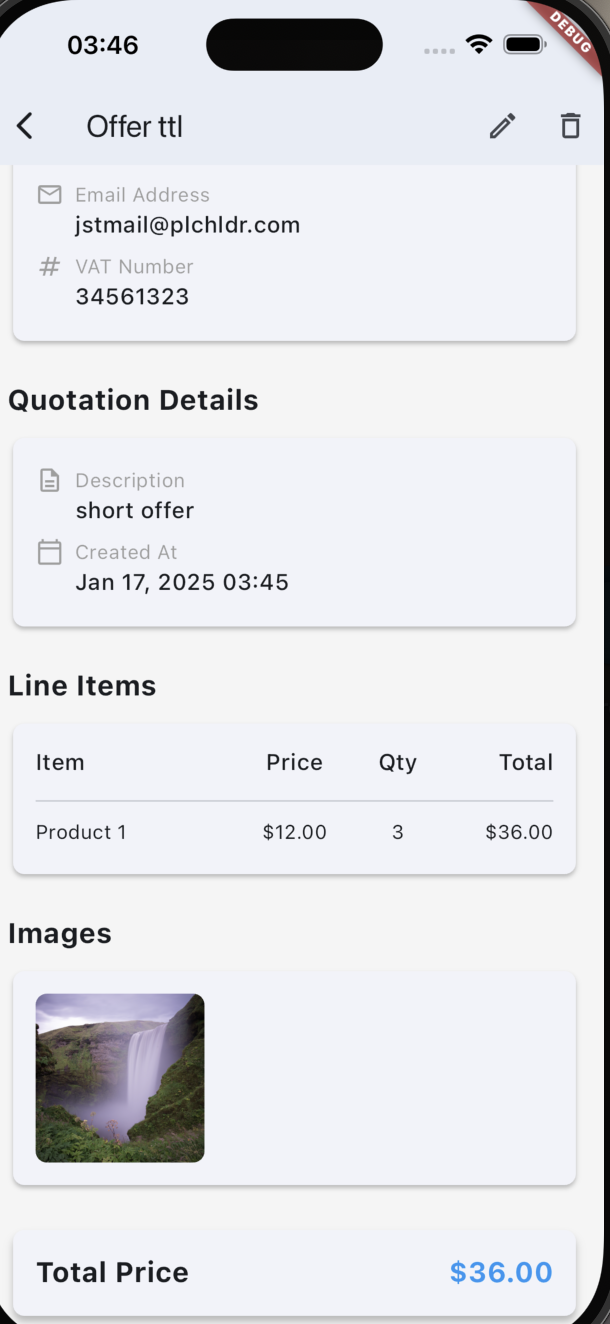 03:46
DEBUG
Offer ttl
Email Address
jstmail@plchldr.com
# VAT Number
34561323
Quotation Details
Description
short offer
Created At
Jan 17, 2025 03:45
Line Items
Item Price Qty Total
Product 1 $12.00 3 $36.00
Images
Total Price $36.00